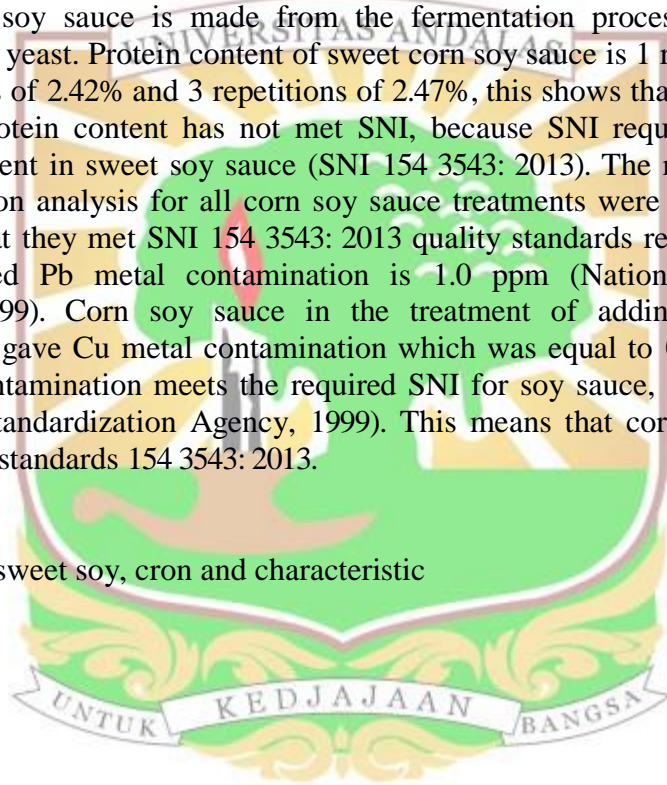 soy sauce is made from the fermentation proces
UNIVERSITAS ANDALAS
yeast. Protein content of sweet corn soy sauce is 1 r
s of 2.42% and 3 repetitions of 2.47%, this shows tha
rotein content has not met SNI, because SNI requ
ent in sweet soy sauce (SNI 154 3543: 2013). The r
on analysis for all corn soy sauce treatments were
at they met SNI 154 3543: 2013 quality standards re
ed Pb metal contamination is 1.0 ppm (Nation
99). Corn soy sauce in the treatment of addin
gave Cu metal contamination which was equal to
ntamination meets the required SNI for soy sauce,
tandardization Agency, 1999). This means that cor
standards 154 3543: 2013.
sweet soy, cron and characteristic
UNTUK KEDJAJAAN BANGSA